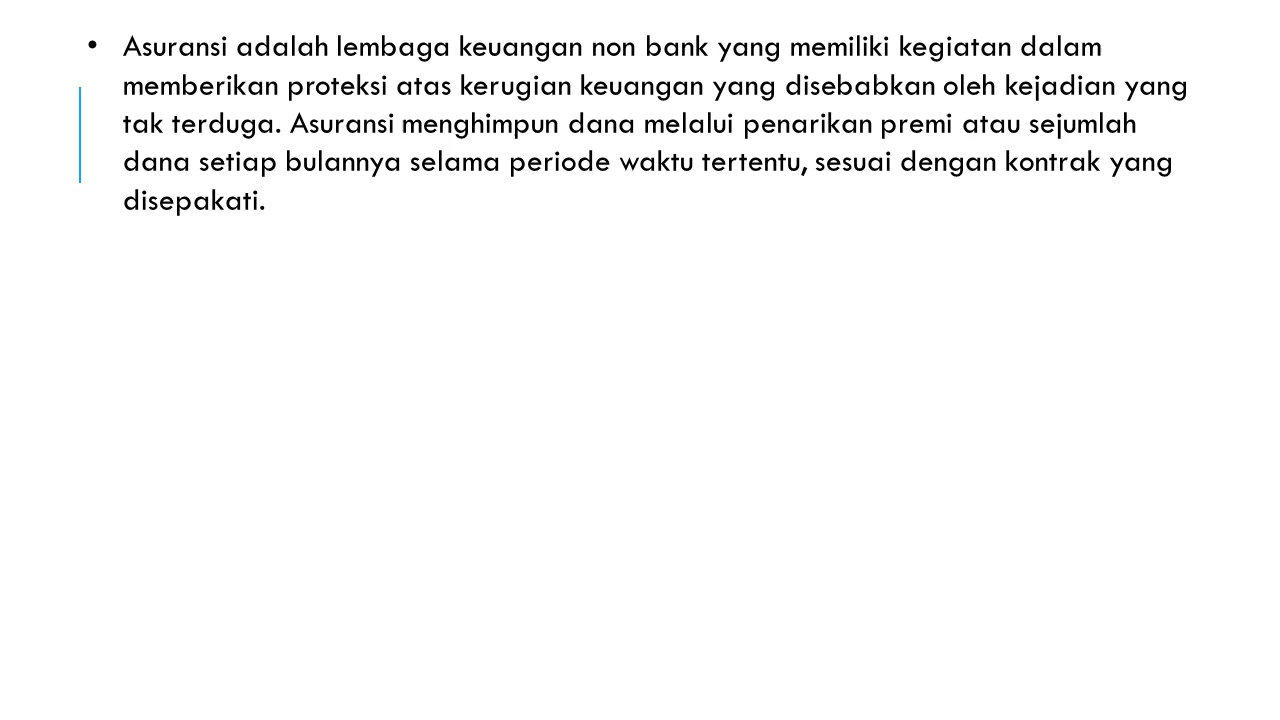 • Asuransi adalah lembaga keuangan non bank yang memiliki kegiatan dalam
memberikan proteksi atas kerugian keuangan yang disebabkan oleh kejadian yang
tak terduga. Asuransi menghimpun dana melalui penarikan premi atau sejumlah
dana setiap bulannya selama periode waktu tertentu, sesuai dengan kontrak yang
disepakati.